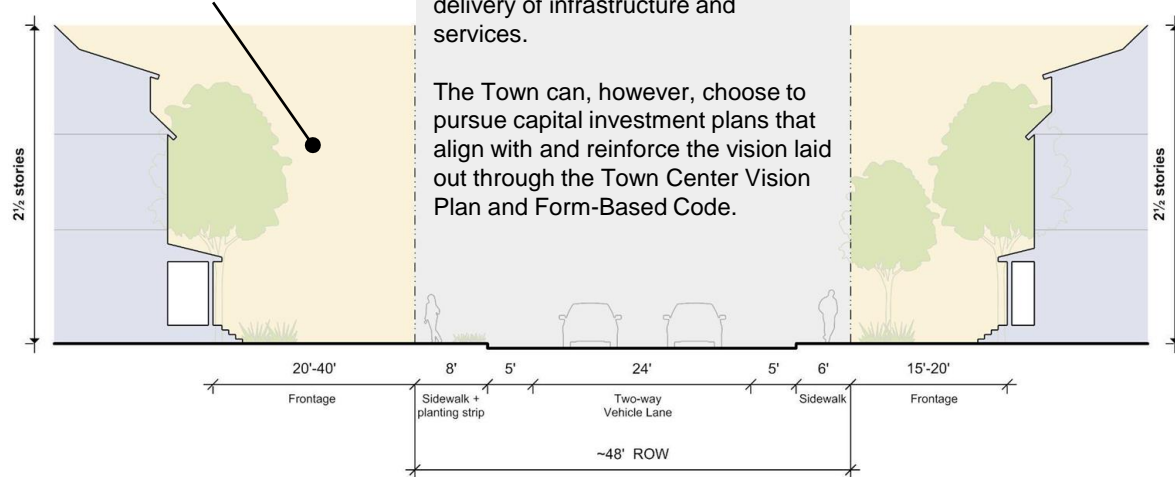 delivery of infrastructure and
services.
The Town can, however, choose to
pursue capital investment plans that
align with and reinforce the vision laid
out through the Town Center Vision
Plan and Form-Based Code.
2½ stories
2½ stories
20'-40'
8'
5'
24'
5'
6'
15'-20'
Frontage
Sidewalk +
planting strip
Two-way
Vehicle Lane
Sidewalk
Frontage
~48' ROW